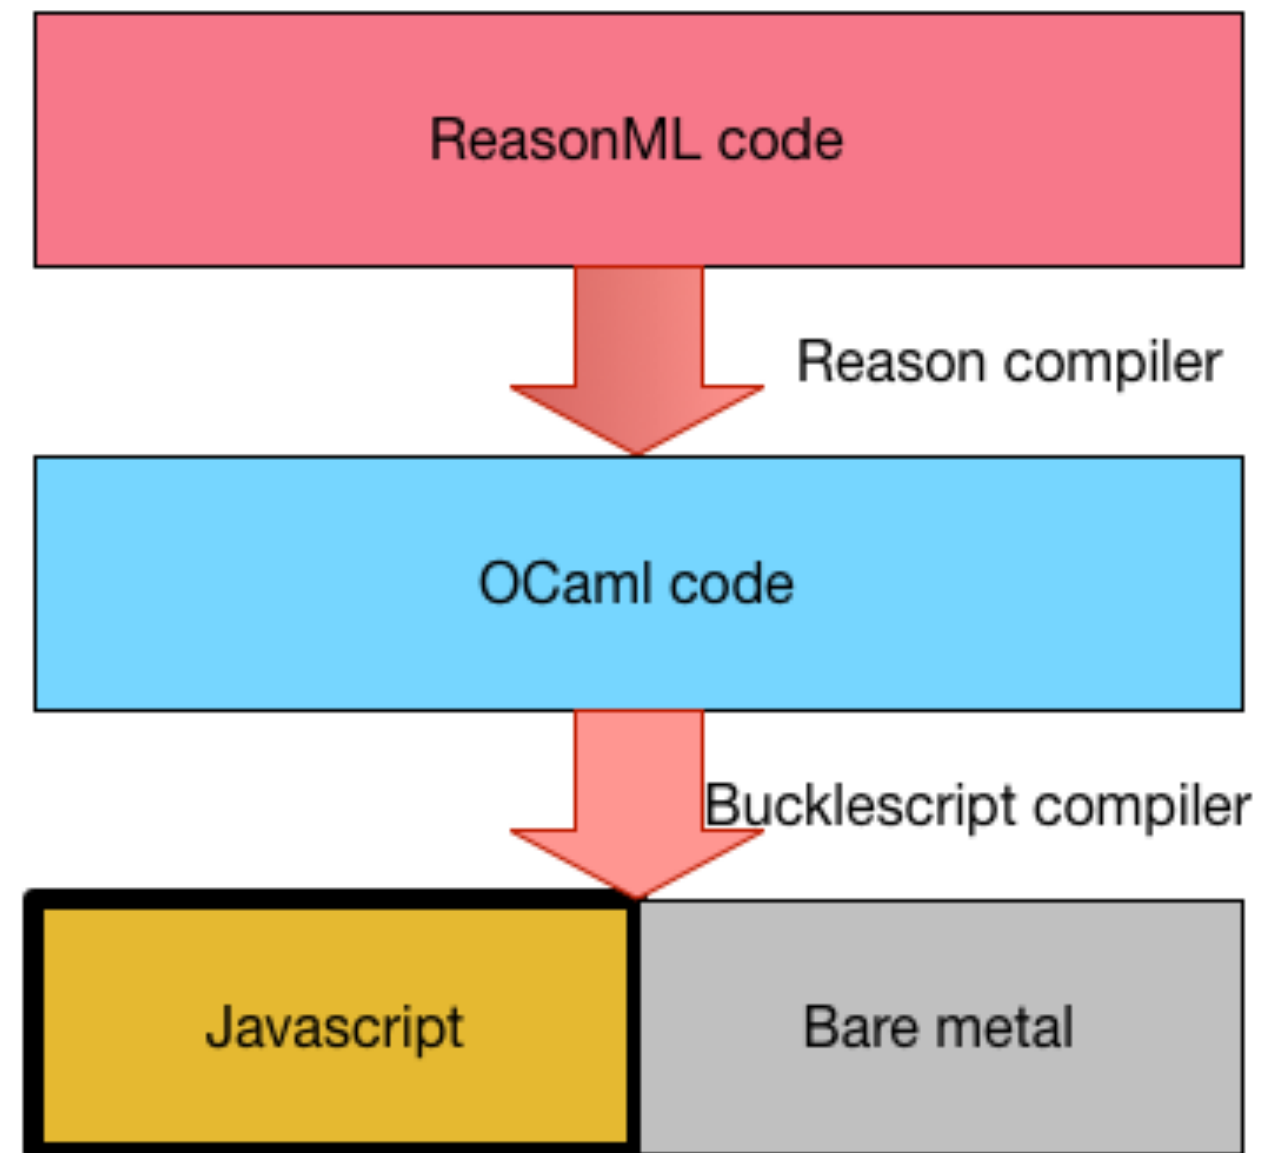 ReasonML code
Reason compiler
OCaml code
Bucklescript compiler
Javascript
Bare metal